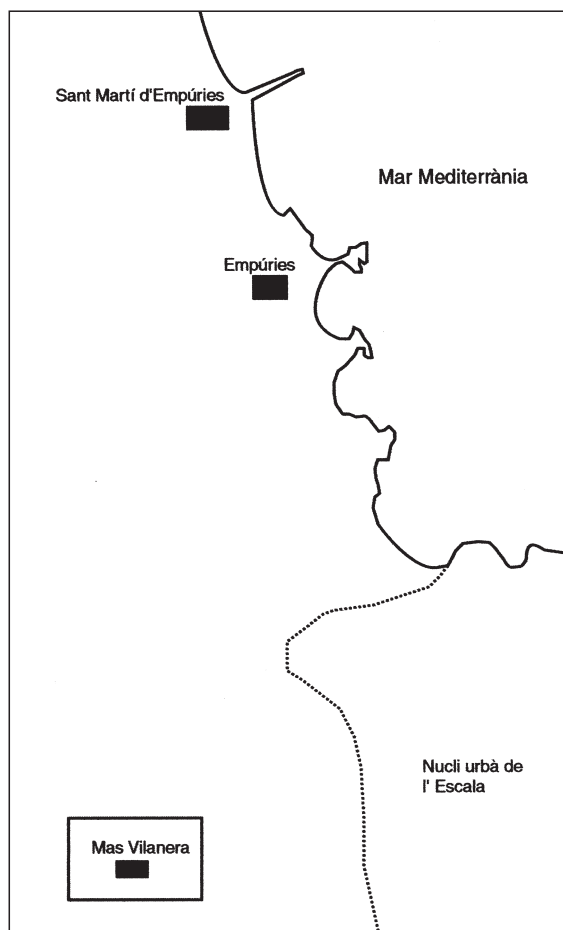 Sant Martí d'Empúries
Mar Mediterrània
Empúries
Nucli urbà de
l' Escala
Mas Vilanera